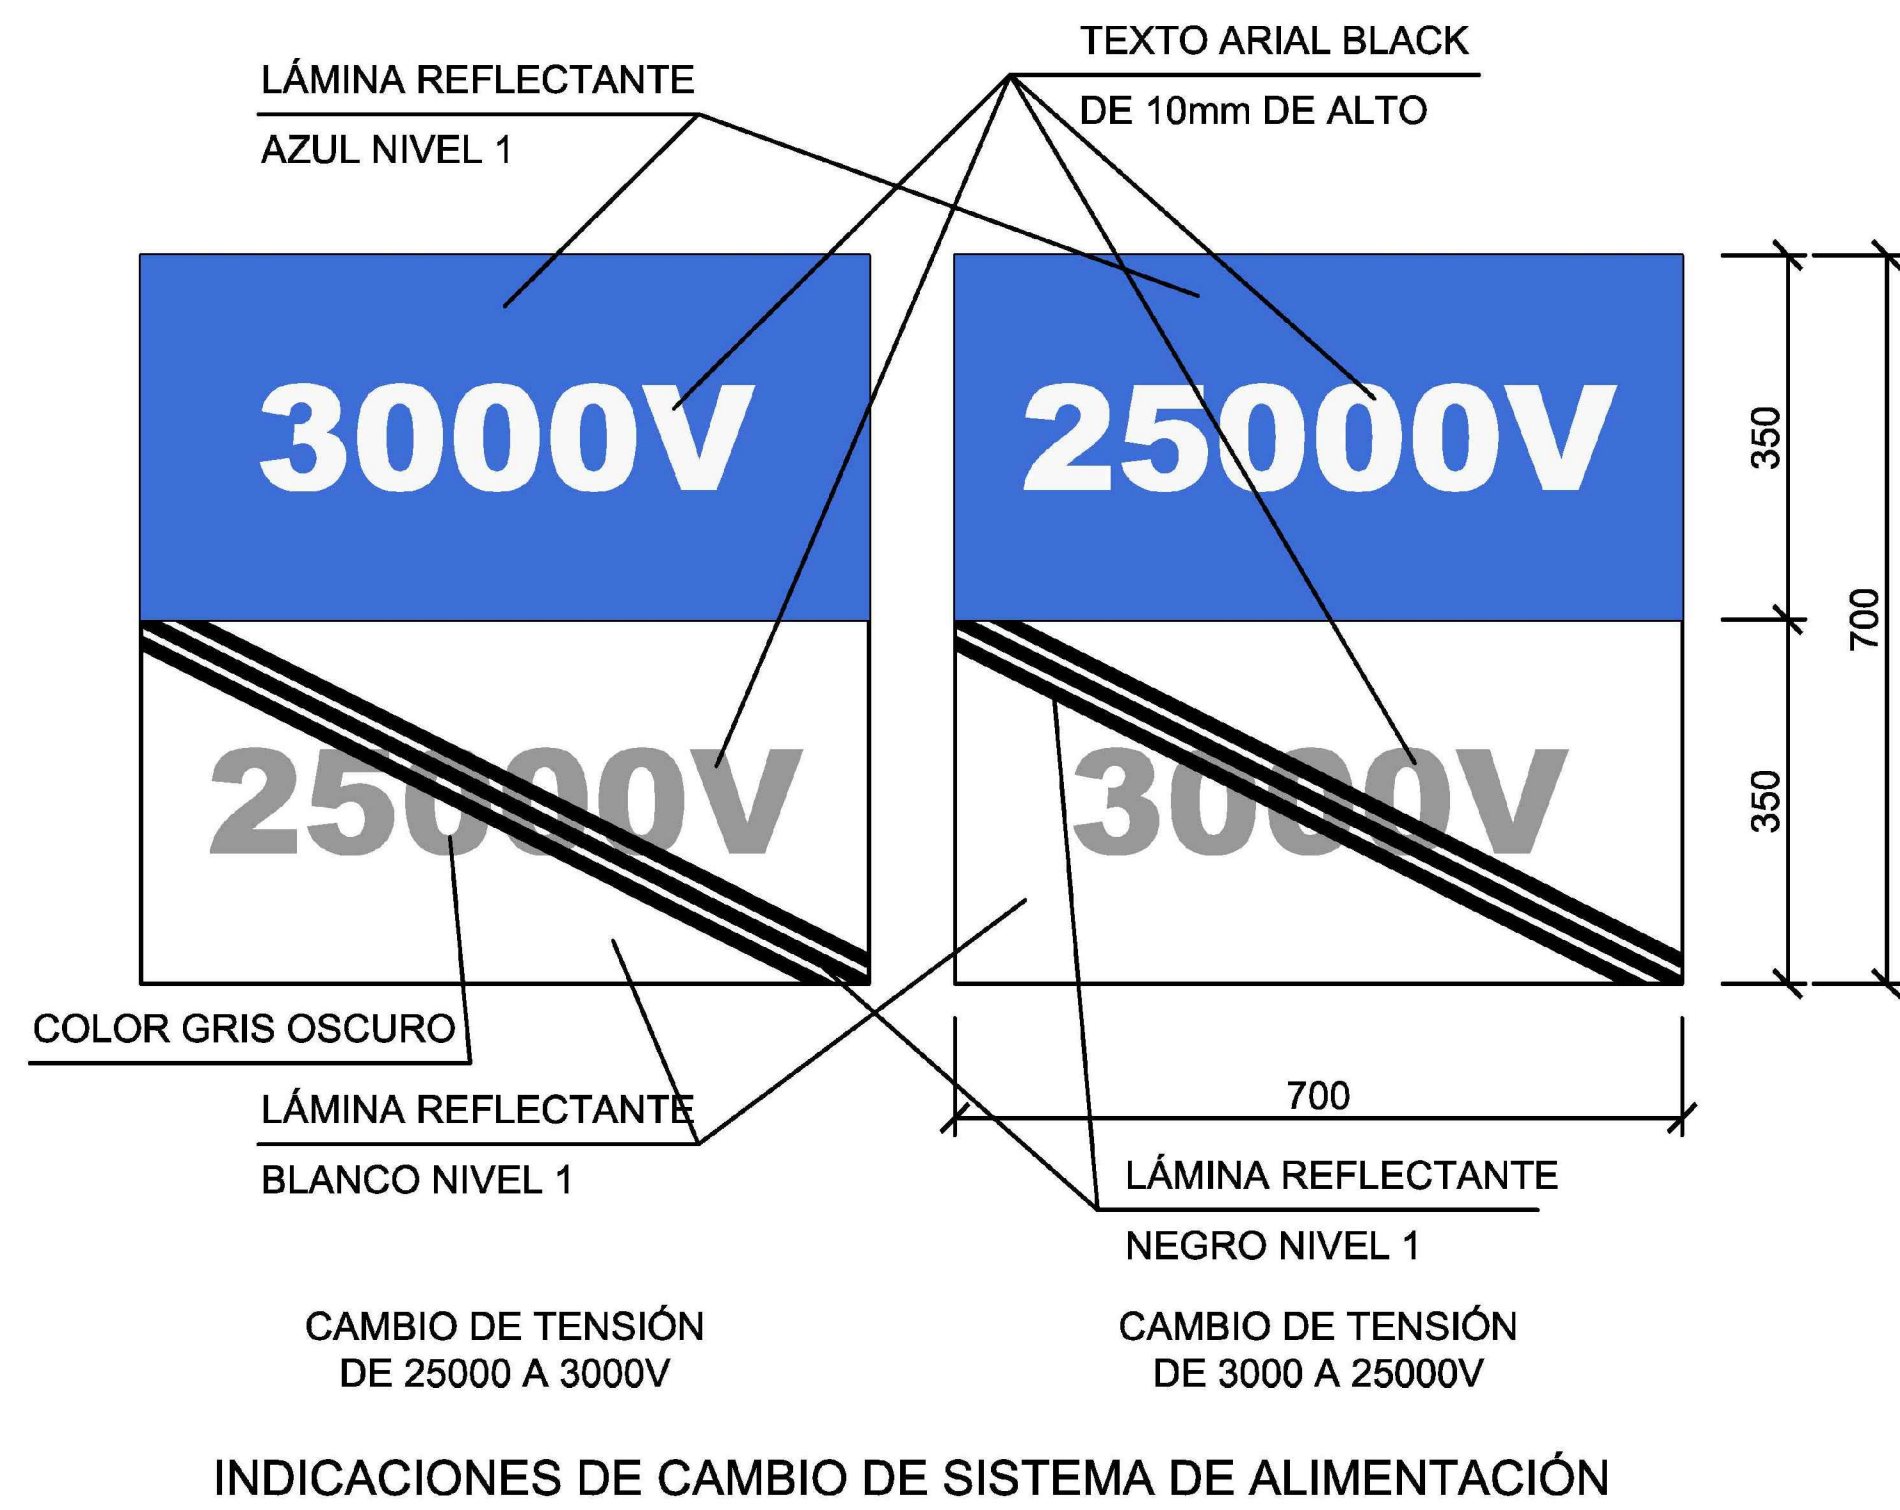 TEXTO ARIAL BLACK
DE 10mm DE ALTO
LÁMINA REFLECTANTE
AZUL NIVEL 1
3000V
25000V
350
700
25000V
3000V
350
COLOR GRIS OSCURO
700
LÁMINA REFLECTANTE
BLANCO NIVEL 1
LÁMINA REFLECTANTE
NEGRO NIVEL 1
CAMBIO DE TENSIÓN
DE 25000 A 3000V
CAMBIO DE TENSIÓN
DE 3000 A 25000V
INDICACIONES DE CAMBIO DE SISTEMA DE ALIMENTACIÓN